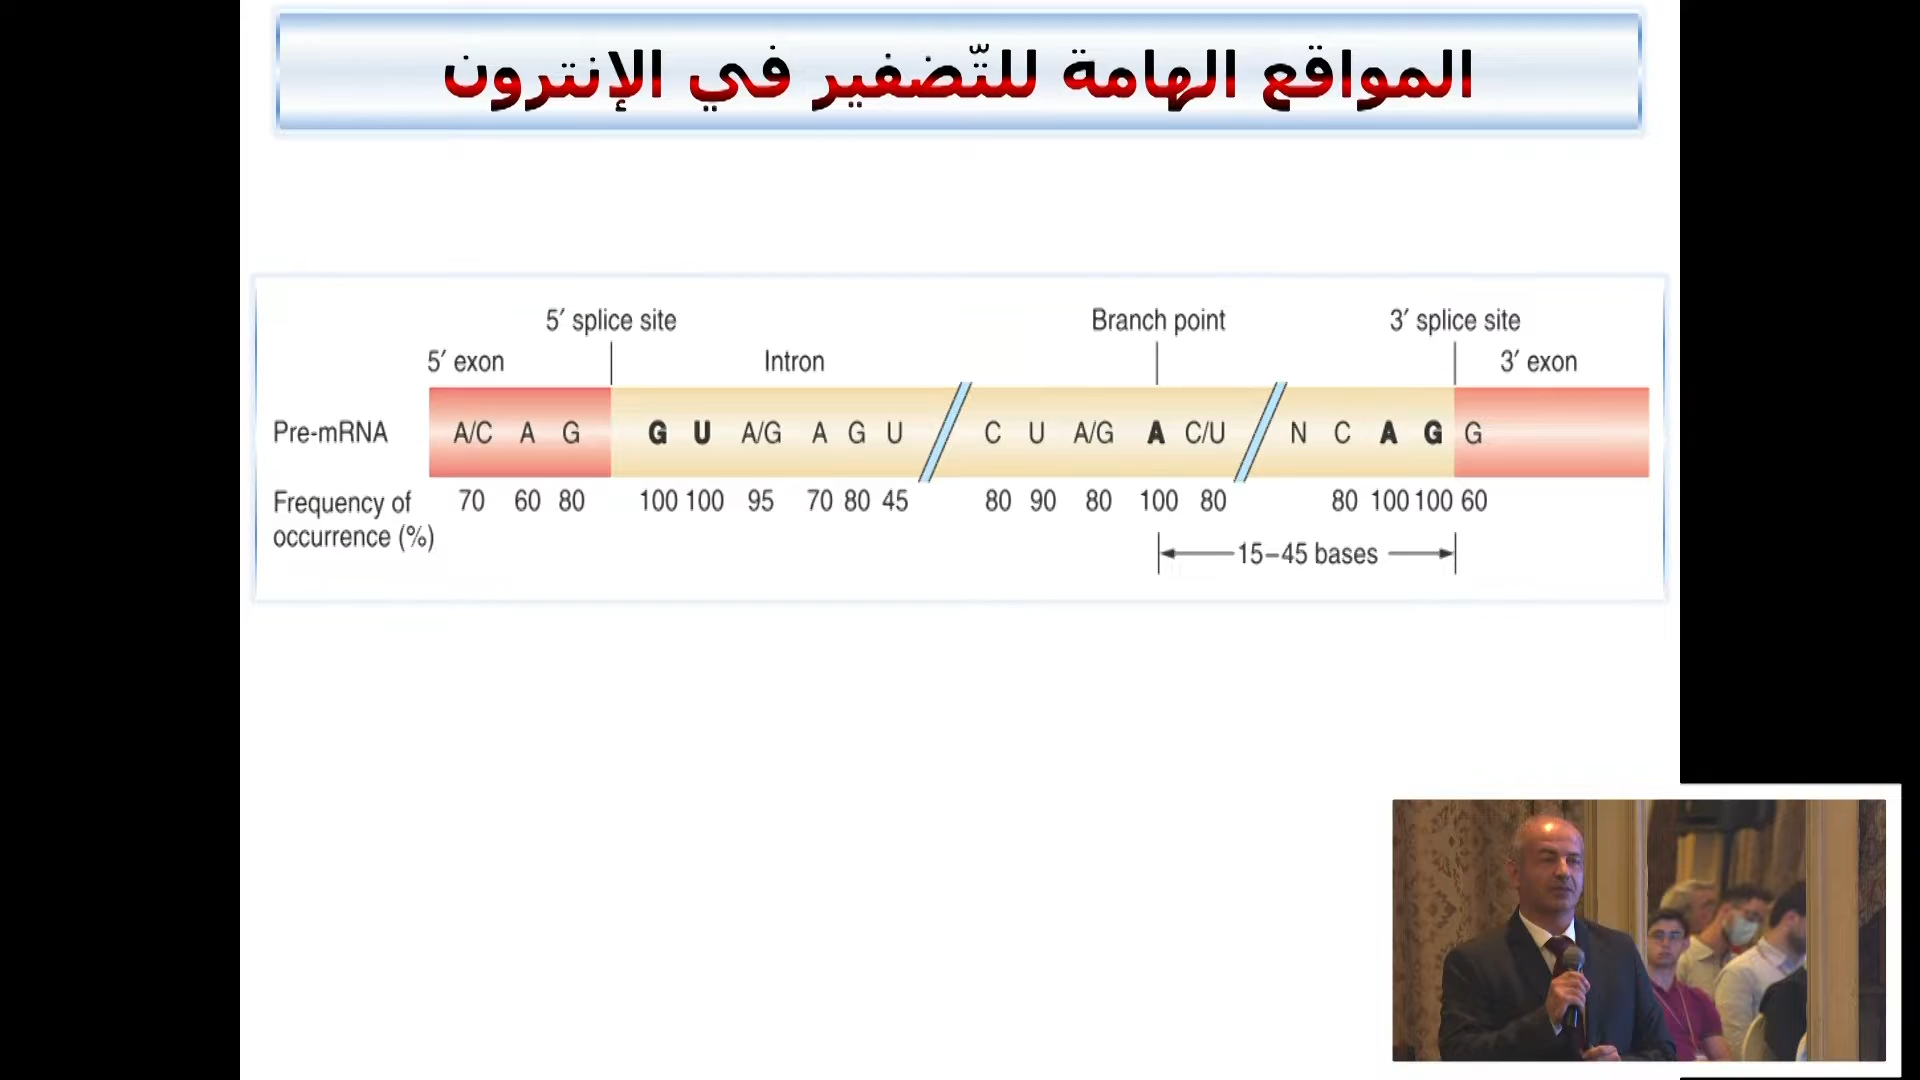 المواقع الهامة للتّضفير في الإنترون
5′ splice site Branch point 3′ splice site
5′ exon Intron 3′ exon
Pre-mRNA A/C A G G U A/G A G U C U A/G A C/U N C A G G
Frequency of occurrence (%) 70 60 80 100 100 95 70 80 45 80 90 80 100 80 80 100 100 60
15–45 bases